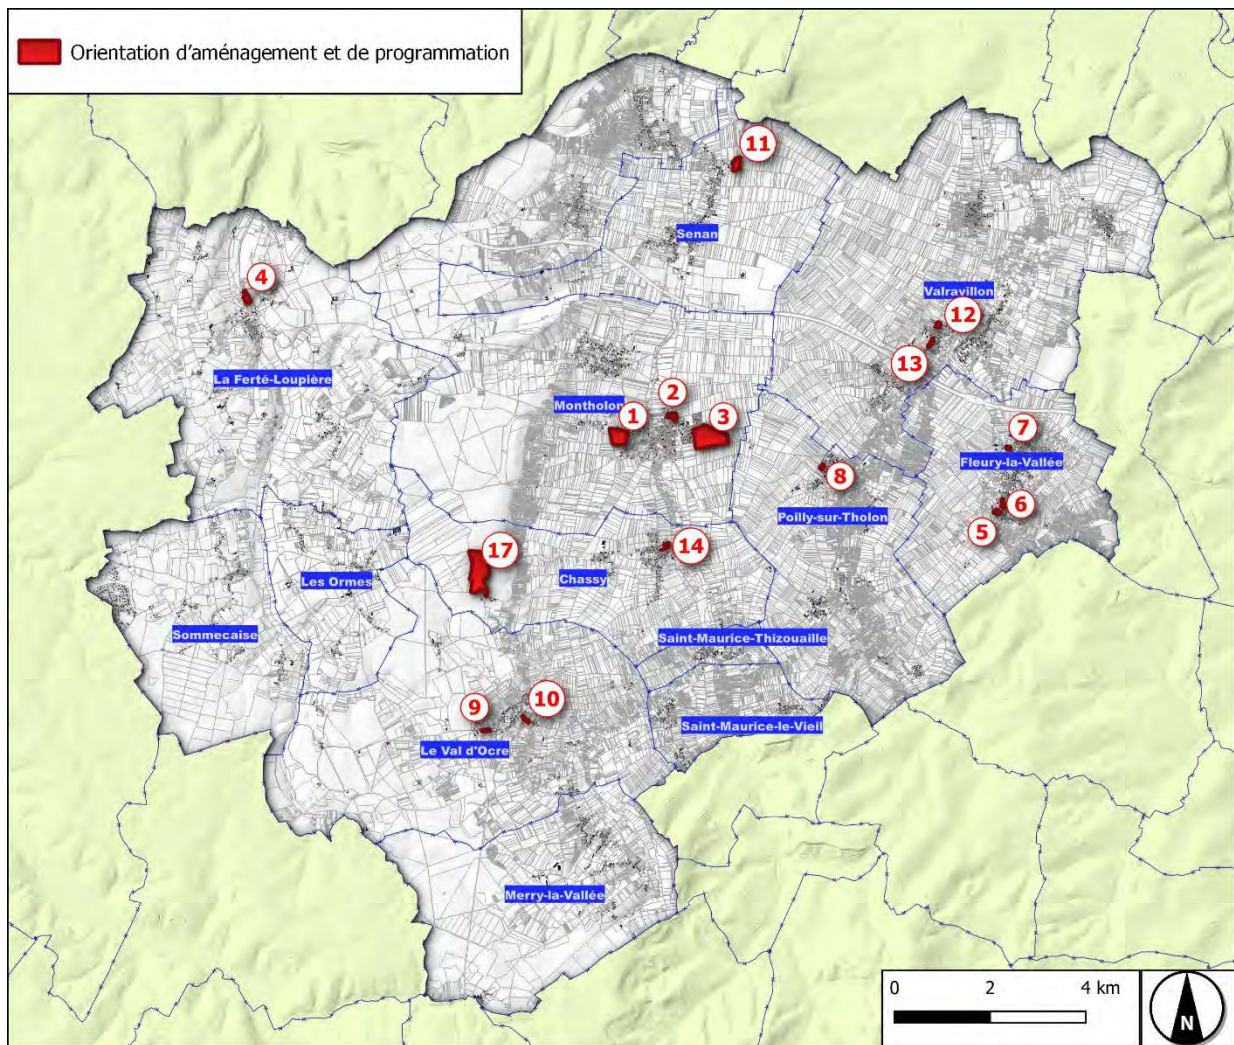 Orientation d'aménagement et de programmation
11
Senan
4
Valravillon
12
13
La Ferté-Loupière
2
Montholon
1
3
7
Fleury-la-Vallée
8
6
Poilly-sur-Tholon
5
17
14
Chassy
Les Ormes
Sommecaise
Saint-Maurice-Thizouaille
9
10
Saint-Maurice-le-Vieil
Le Val d'Ocre
Merry-la-Vallée
0 2 4 km
N